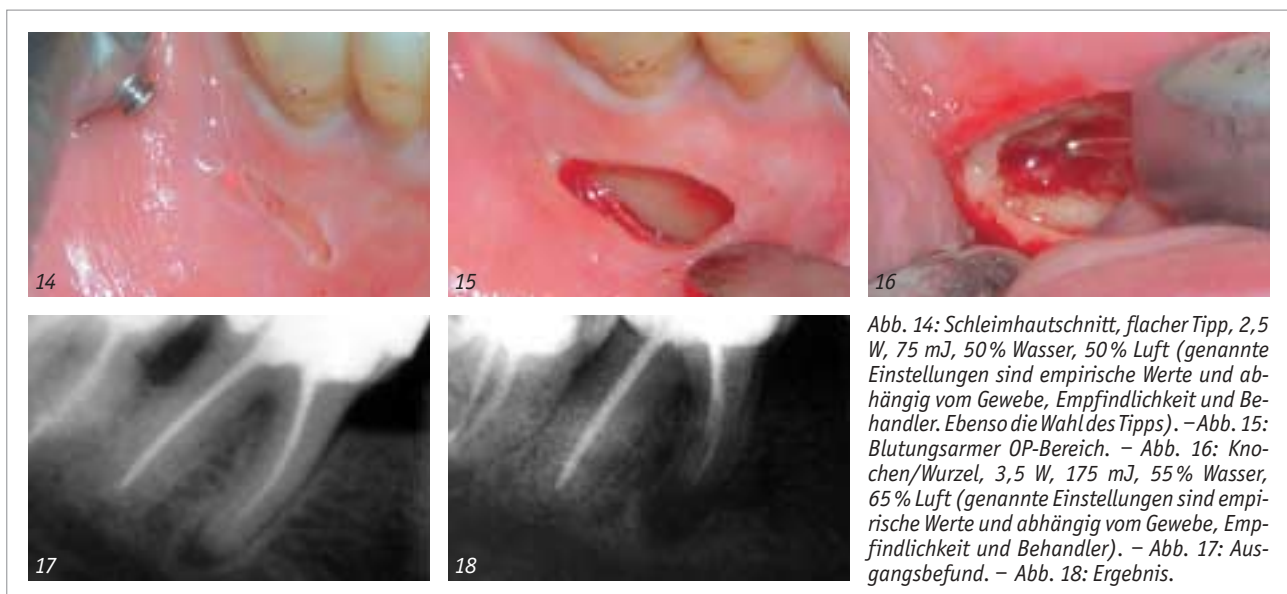 14
15
16
17
18
Abb. 14: Schleimhautschnitt, flacher Tipp, 2,5
W, 75 mJ, 50% Wasser, 50% Luft (genannte
Einstellungen sind empirische Werte und ab-
hängig vom Gewebe, Empfindlichkeit und Be-
handler. Ebenso die Wahl des Tipps). –Abb. 15:
Blutungsarmer OP-Bereich. – Abb. 16: Kno-
chen/Wurzel, 3,5 W, 175 mJ, 55% Wasser,
65% Luft (genannte Einstellungen sind empi-
rische Werte und abhängig vom Gewebe, Emp-
findlichkeit und Behandler). – Abb. 17: Aus-
gangsbefund. – Abb. 18: Ergebnis.